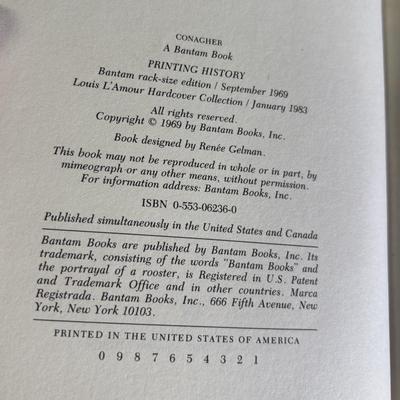 CONAGHER
A Bantam Book
PRINTING HISTORY
Bantam rack-size edition / September 1969
Louis L'Amour Hardcover Collection / January 1983
All rights reserved.
Copyright © 1969 by Bantam Books, Inc.
Book designed by Renée Gelman.
This book may not be reproduced in whole or in part, by
mimeograph or any other means, without permission.
For information address: Bantam Books, Inc.
ISBN 0-553-06236-0
Published simultaneously in the United States and Canada
Bantam Books are published by Bantam Books, Inc. Its
trademark, consisting of the words "Bantam Books" and
the portrayal of a rooster, is Registered in U.S. Patent
and Trademark Office and in other countries. Marca
Registrada. Bantam Books, Inc., 666 Fifth Avenue, New
York, New York 10103.
PRINTED IN THE UNITED STATES OF AMERICA
0 9 8 7 6 5 4 3 2 1